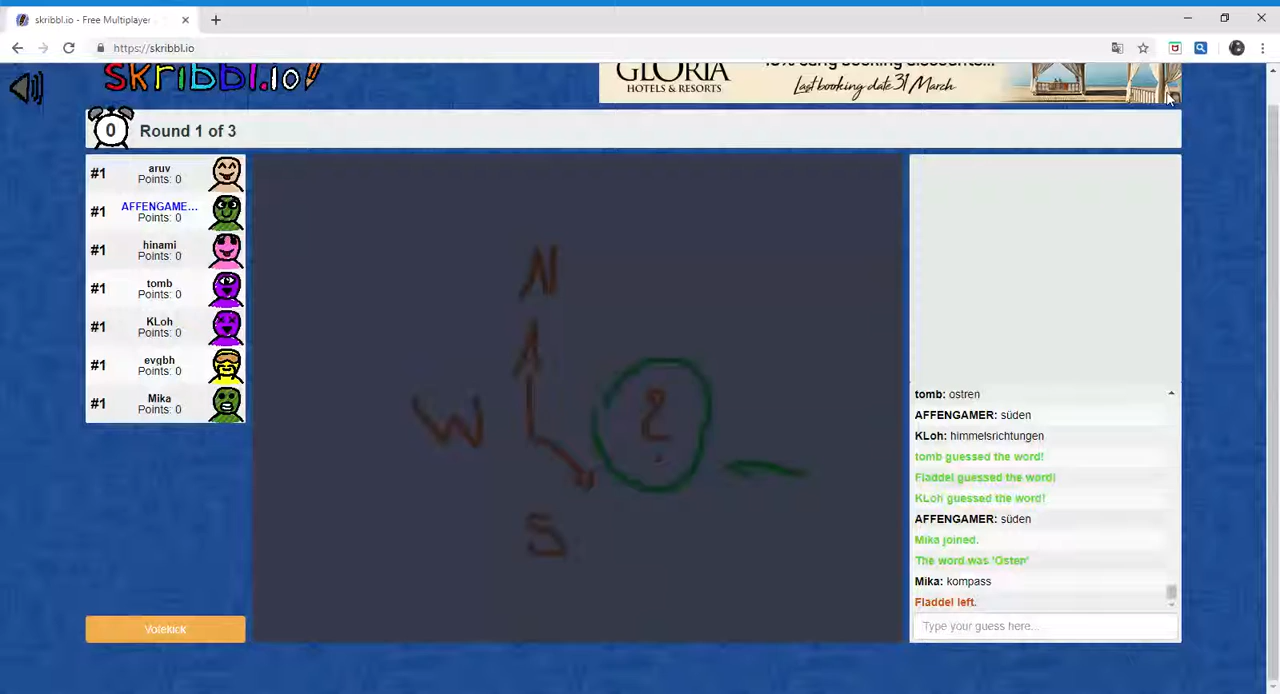 skribbl.io - Free Multiplayer
https://skribbl.io
skribbl.io
GLORIA
HOTELS & RESORTS
Last booking date 31 March
0
Round 1 of 3
#1 aruv
Points: 0
#1 AFFENGAME...
Points: 0
#1 hinami
Points: 0
#1 tomb
Points: 0
#1 KLoh
Points: 0
#1 evgbh
Points: 0
#1 Mika
Points: 0
Votekick
N
W
?
S
tomb: ostren
AFFENGAMER: süden
KLoh: himmelsrichtungen
tomb guessed the word!
Fladdel guessed the word!
KLoh guessed the word!
AFFENGAMER: süden
Mika joined.
The word was 'Osten'
Mika: kompass
Fladdel left.
Type your guess here...